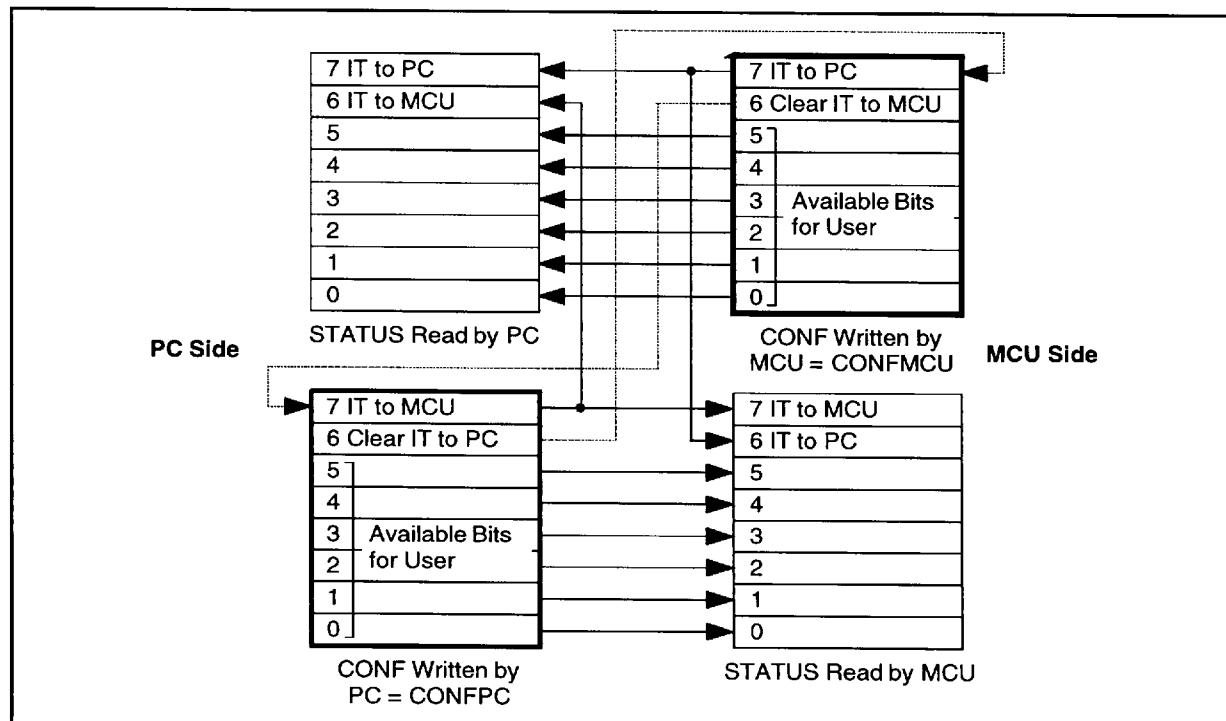 7 IT to PC
6 IT to MCU
5
4
3
2
1
0
STATUS Read by PC
7 IT to PC
6 Clear IT to MCU
5
4
3 Available Bits
2 for User
1
0
CONF Written by
MCU = CONFMCU
PC Side
MCU Side
7 IT to MCU
6 Clear IT to PC
5
4
3 Available Bits
2 for User
1
0
CONF Written by
PC = CONFPC
7 IT to MCU
6 IT to PC
5
4
3
2
1
0
STATUS Read by MCU